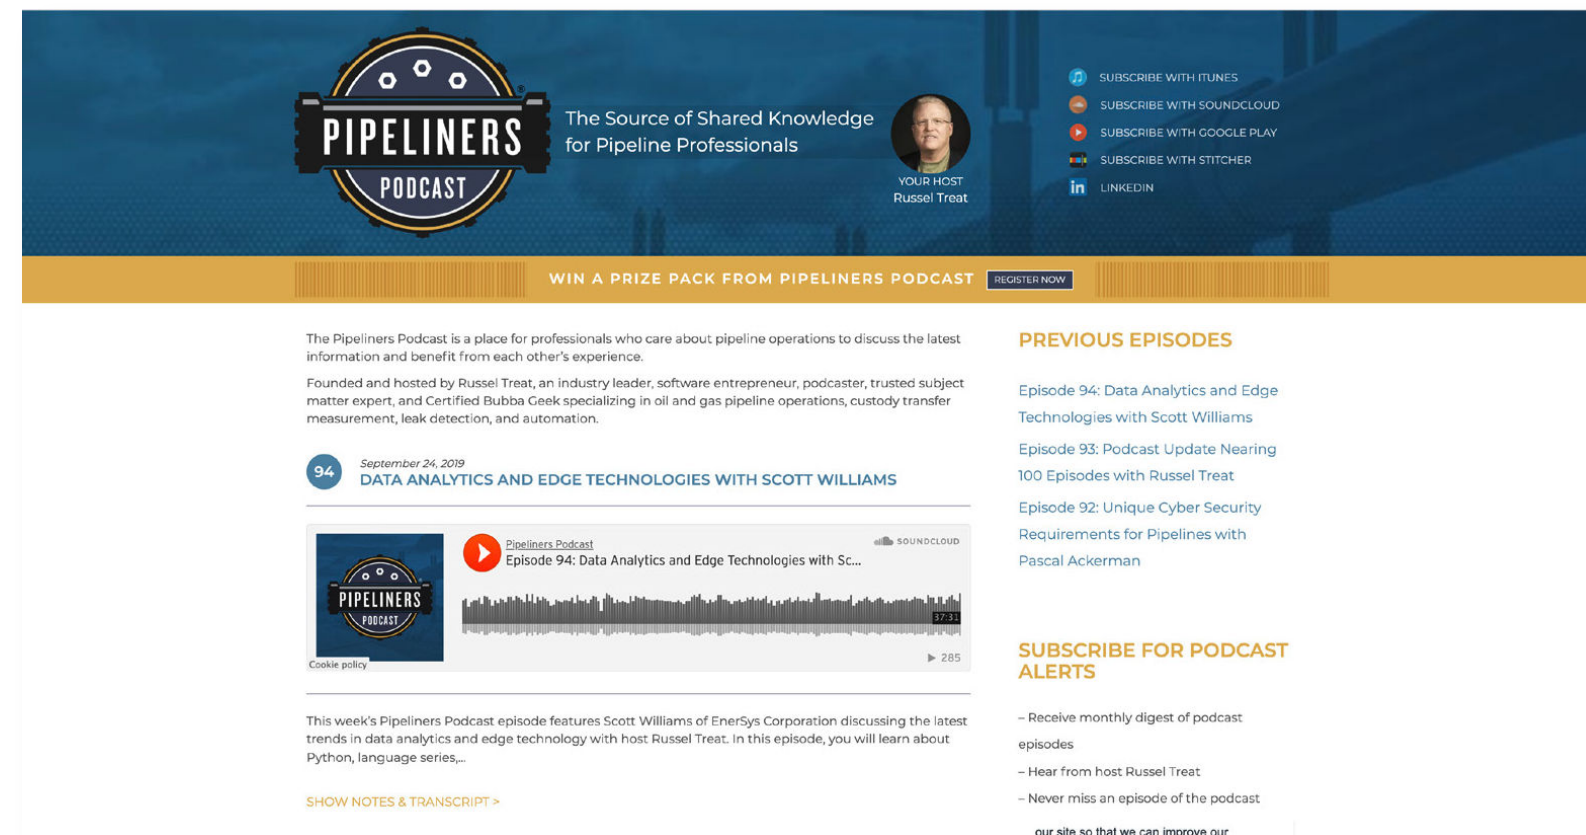 PIPELINERS
PODCAST
®
The Source of Shared Knowledge
for Pipeline Professionals
YOUR HOST
Russel Treat
SUBSCRIBE WITH ITUNES
SUBSCRIBE WITH SOUNDCLOUD
SUBSCRIBE WITH GOOGLE PLAY
SUBSCRIBE WITH STITCHER
in LINKEDIN
WIN A PRIZE PACK FROM PIPELINERS PODCAST REGISTER NOW
The Pipeliners Podcast is a place for professionals who care about pipeline operations to discuss the latest
information and benefit from each other's experience.
Founded and hosted by Russel Treat, an industry leader, software entrepreneur, podcaster, trusted subject
matter expert, and Certified Bubba Geek specializing in oil and gas pipeline operations, custody transfer
measurement, leak detection, and automation.
94
September 24, 2019
DATA ANALYTICS AND EDGE TECHNOLOGIES WITH SCOTT WILLIAMS
PIPELINERS
PODCAST
Cookie policy
Pipeliners Podcast
SOUNDCLOUD
Episode 94: Data Analytics and Edge Technologies with Sc...
37:31
285
This week's Pipeliners Podcast episode features Scott Williams of EnerSys Corporation discussing the latest
trends in data analytics and edge technology with host Russel Treat. In this episode, you will learn about
Python, language series,...
SHOW NOTES & TRANSCRIPT >
PREVIOUS EPISODES
Episode 94: Data Analytics and Edge
Technologies with Scott Williams
Episode 93: Podcast Update Nearing
100 Episodes with Russel Treat
Episode 92: Unique Cyber Security
Requirements for Pipelines with
Pascal Ackerman
SUBSCRIBE FOR PODCAST
ALERTS
– Receive monthly digest of podcast
episodes
– Hear from host Russel Treat
– Never miss an episode of the podcast
our site so that we can improve our